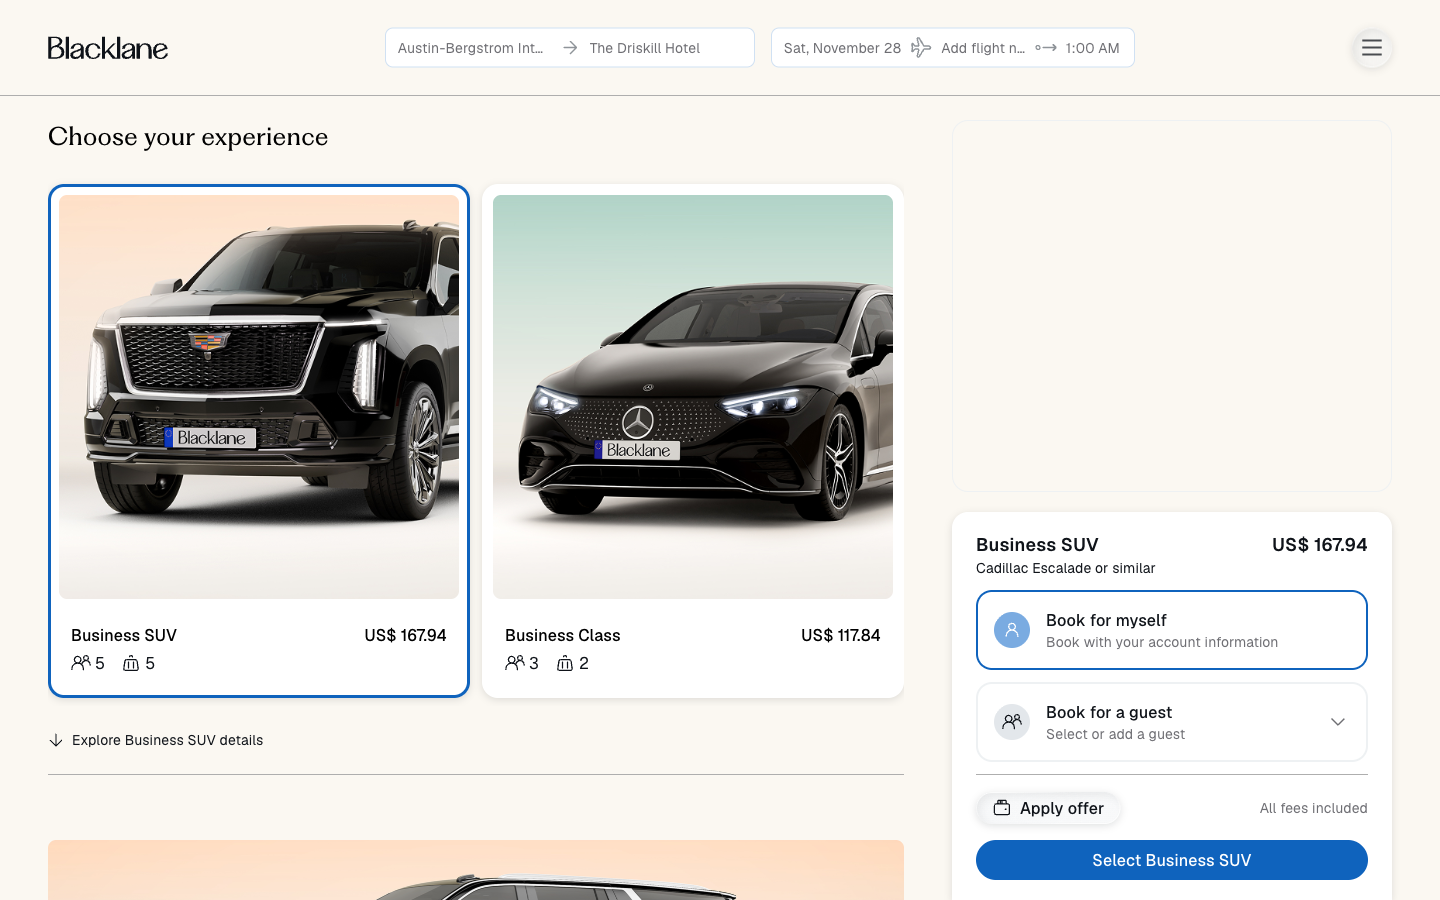 Blacklane
Austin-Bergstrom Int... The Driskill Hotel
Sat, November 28 Add flight n... 1:00 AM
Choose your experience
Blacklane
Blacklane
Business SUV US$ 167.94
5 5
Business Class US$ 117.84
3 2
Explore Business SUV details
Business SUV US$ 167.94
Cadillac Escalade or similar
Book for myself
Book with your account information
Book for a guest
Select or add a guest
Apply offer All fees included
Select Business SUV